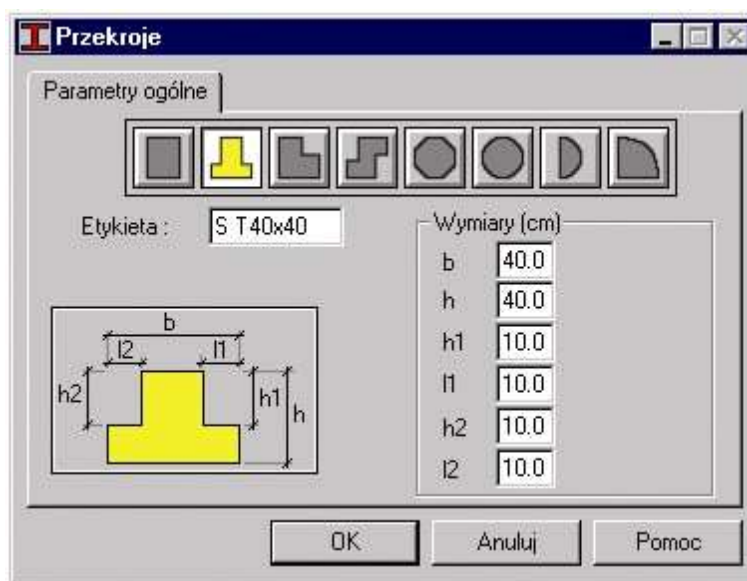 Przekroje
Parametry ogólne
Etykieta : S T40x40
Wymiary (cm)
b 40.0
h 40.0
h1 10.0
l1 10.0
h2 10.0
l2 10.0
b
l2 l1
h2 h1 h
OK Anuluj Pomoc